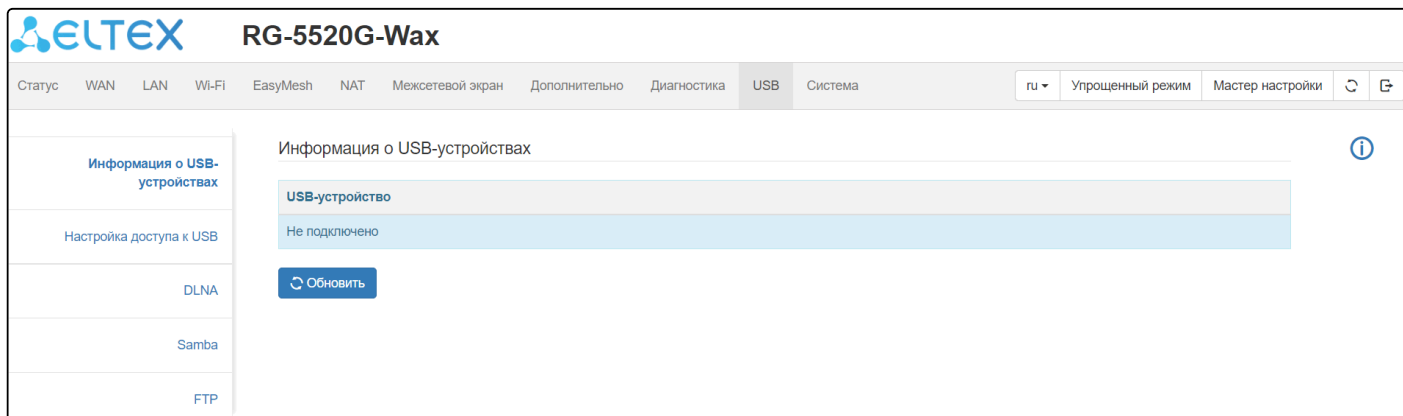 ELTEX RG-5520G-Wax
Статус WAN LAN Wi-Fi EasyMesh NAT Межсетевой экран Дополнительно Диагностика USB Система ru Упрощенный режим Мастер настройки
Информация о USB-
устройствах
Настройка доступа к USB
DLNA
Samba
FTP
Информация о USB-устройствах
USB-устройство
Не подключено
Обновить